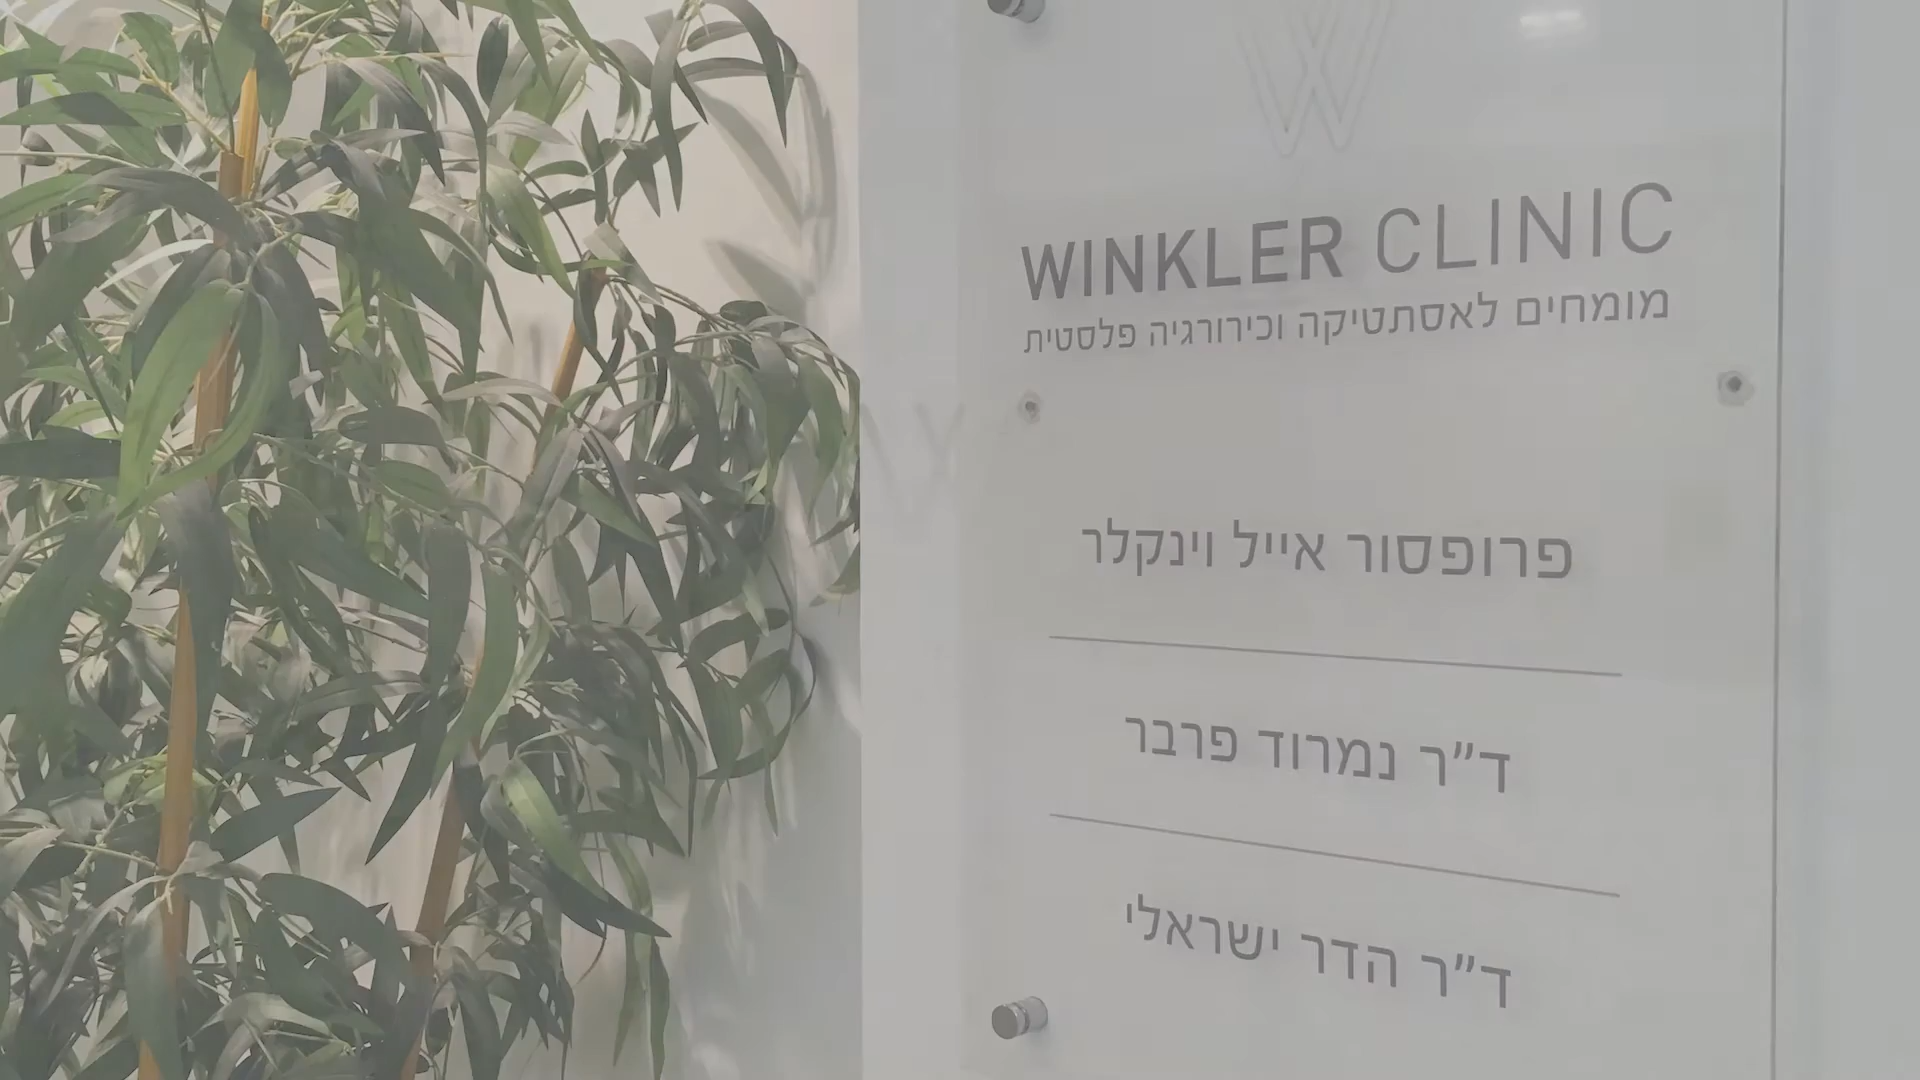 WINKLER CLINIC
מומחים לאסתטיקה וכירורגיה פלסטית
פרופסור אייל וינקלר
ד"ר נמרוד פרבר
ד"ר הדר ישראלי